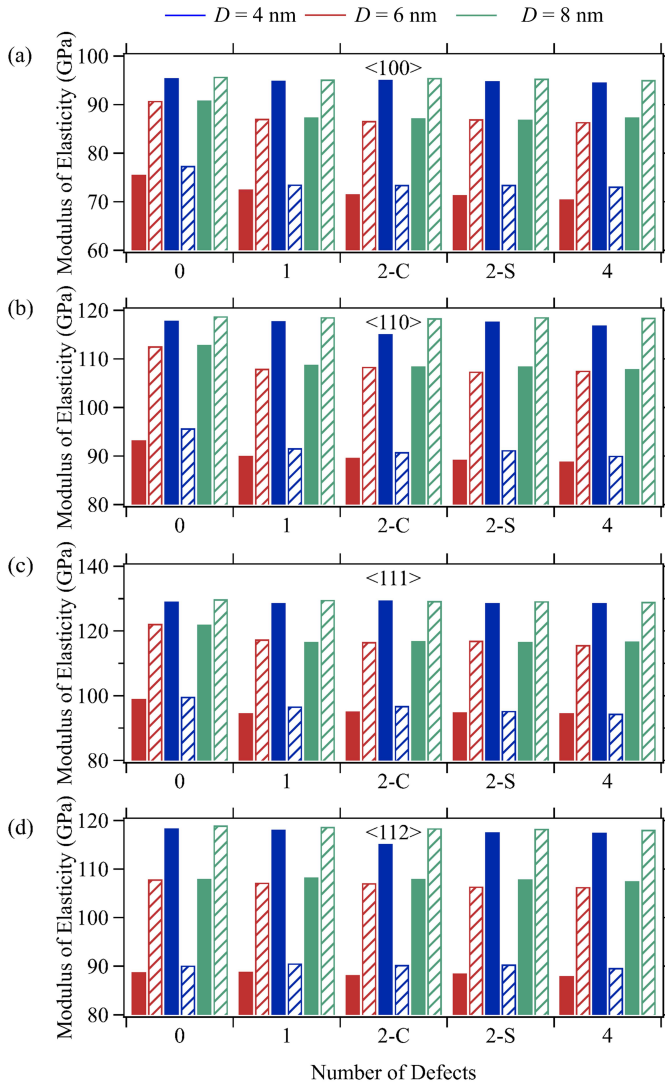 D = 4 nm D = 6 nm D = 8 nm
(a)
Modulus of Elasticity (GPa)
100
90
80
70
60
<100>
0 1 2-C 2-S 4
(b)
Modulus of Elasticity (GPa)
120
110
100
90
80
<110>
0 1 2-C 2-S 4
(c)
Modulus of Elasticity (GPa)
140
120
100
80
<111>
0 1 2-C 2-S 4
(d)
Modulus of Elasticity (GPa)
120
110
100
90
80
<112>
0 1 2-C 2-S 4
Number of Defects